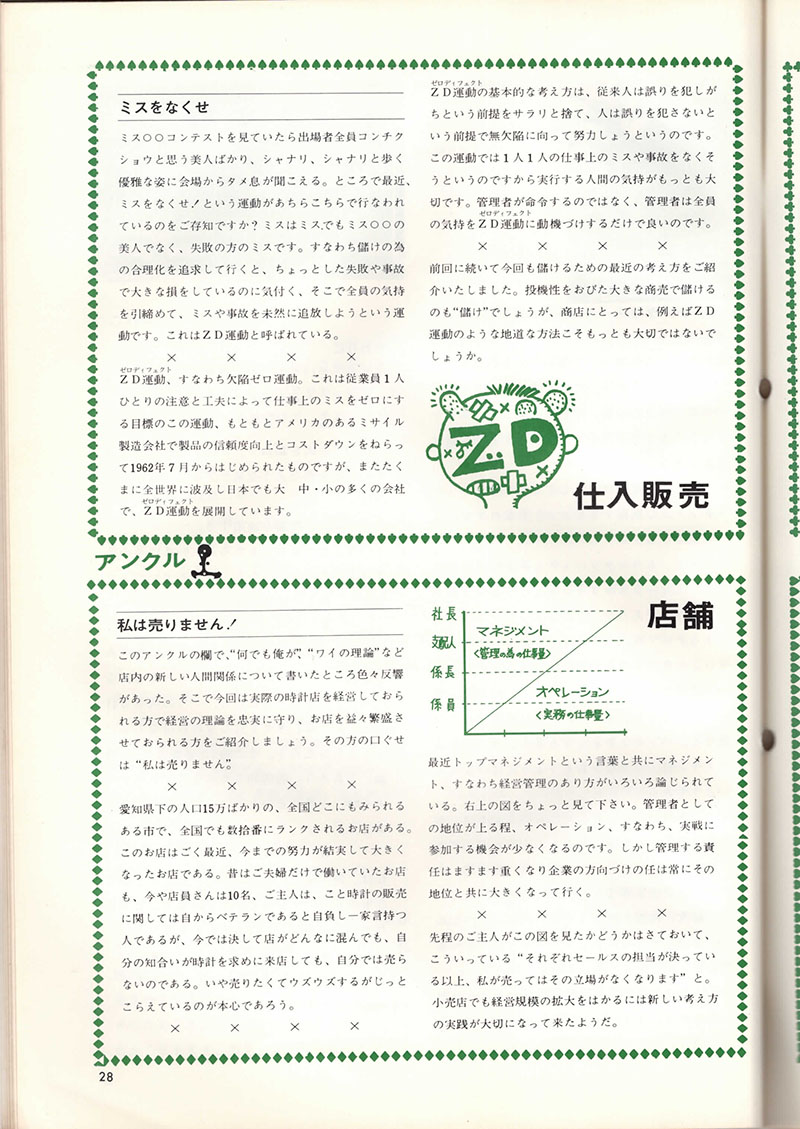 ミスをなくせ
ミス〇〇コンテストを見ていたら出場者全員コンチク
ショウと思う美人ばかり、シャナリ、シャナリと歩く
優雅な姿に会場からタメ息が聞こえる。ところで最近、
ミスをなくせ！という運動があちらこちらで行なわれ
ているのをご存知ですか？ミスはミスでもミス〇〇の
美人でなく、失敗の方のミスです。すなわち儲けの為
の合理化を追求して行くと、ちょっとした失敗や事故
で大きな損をしているのに気付く、そこで全員の気持
を引締めて、ミスや事故を未然に追放しようという運
動です。これはＺＤ運動と呼ばれている。
× × × ×
ゼロディフェクト
ＺＤ運動、すなわち欠陥ゼロ運動。これは従業員１人
ひとりの注意と工夫によって仕事上のミスをゼロにす
る目標のこの運動、もともとアメリカのあるミサイル
製造会社で製品の信頼度向上とコストダウンをねらっ
て1962年７月からはじめられたものですが、またたく
まに全世界に波及し日本でも大　中・小の多くの会社
ゼロディフェクト
で、ＺＤ運動を展開しています。
ゼロディフェクト
ＺＤ運動の基本的な考え方は、従来人は誤りを犯しが
ちという前提をサラリと捨て、人は誤りを犯さないと
いう前提で無欠陥に向って努力しょうというのです。
この運動では１人１人の仕事上のミスや事故をなくそ
うというのですから実行する人間の気持がもっとも大
切です。管理者が命令するのではなく、管理者は全員
ゼロディフェクト
の気持をＺＤ運動に動機づけするだけで良いのです。
× × × ×
前回に続いて今回も儲けるための最近の考え方をご紹
介いたしました。投機性をおびた大きな商売で儲ける
のも“儲け”でしょうが、商店にとっては、例えばＺＤ
運動のような地道な方法こそもっとも大切ではないで
しょうか。
ZD
仕入販売
アンクル
私は売りません！
このアンクルの欄で、“何でも俺が”、“ワイの理論”など
店内の新しい人間関係について書いたところ色々反響
があった。そこで今回は実際の時計店を経営しておら
れる方で経営の理論を忠実に守り、お店を益々繁盛さ
せておられる方をご紹介しましょう。その方の口ぐせ
は“私は売りません”。
× × × ×
愛知県下の人口15万ばかりの、全国どこにもみられる
ある市で、全国でも数拾番にランクされるお店がある。
このお店はごく最近、今までの努力が結実して大きく
なったお店である。昔はご夫婦だけで働いていたお店
も、今や店員さんは10名、ご主人は、こと時計の販売
に関しては自からベテランであると自負し一家言持つ
人であるが、今では決して店がどんなに混んでも、自
分の知合いが時計を求めに来店しても、自分では売ら
ないのである。いや売りたくてウズウズするがじっと
こらえているのが本心であろう。
× × × ×
店舗
社長
支配人
係長
係員
マネジメント
〈管理の為の仕事量〉
オペレーション
〈実務の仕事量〉
最近トップマネジメントという言葉と共にマネジメン
ト、すなわち経営管理のあり方がいろいろ論じられて
いる。右上の図をちょっと見て下さい。管理者として
の地位が上る程、オペレーション、すなわち、実戦に
参加する機会が少なくなるのです。しかし管理する責
任はますます重くなり企業の方向づけの任は常にその
地位と共に大きくなって行く。
× × × ×
先程のご主人がこの図を見たかどうかはさておいて、
こういっている“それぞれセールスの担当が決ってい
る以上、私が売ってはその立場がなくなります”と。
小売店でも経営規模の拡大をはかるには新しい考え方
の実践が大切になって来たようだ。
28